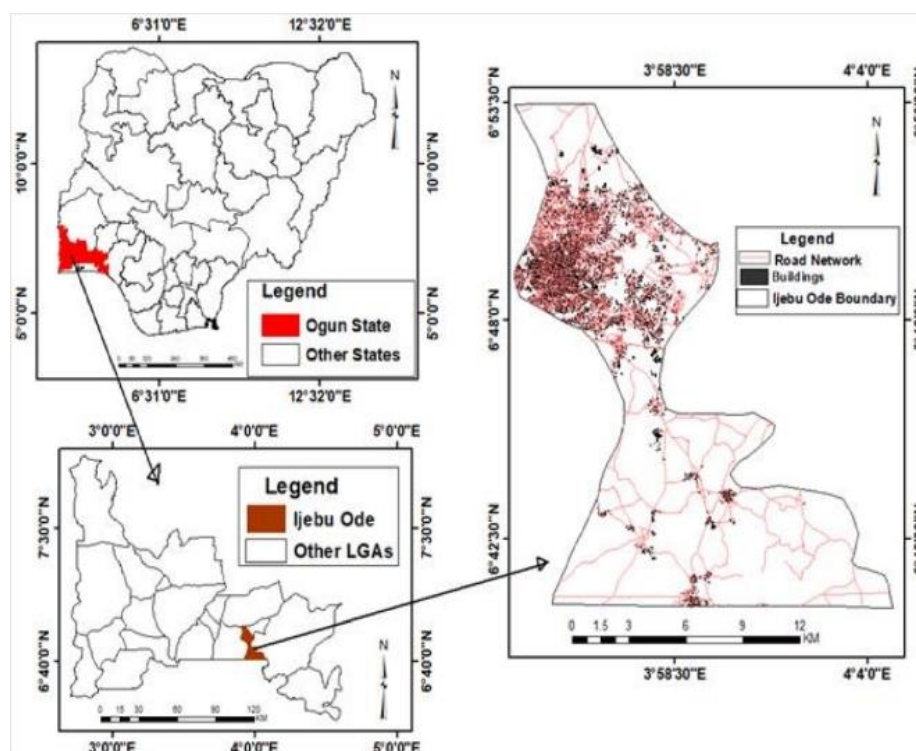 6°31'0"E 12°32'0"E
10°0'0"N
5°0'0"N
N
10°0'0"N
5°0'0"N
Legend
Ogun State
Other States
6°31'0"E 12°32'0"E
3°0'0"E 4°0'0"E 5°0'0"E
7°30'0"N
6°40'0"N
Legend
Ijebu Ode
Other LGAs
7°30'0"N
6°40'0"N
N
0 15 30 60 90 120
KM
3°0'0"E 4°0'0"E 5°0'0"E
3°58'30"E 4°4'0"E
6°53'30"N
6°48'0"N
6°42'30"N
N
Legend
Road Network
Buildings
Ijebu Ode Boundary
0 1.5 3 6 9 12
KM
3°58'30"E 4°4'0"E